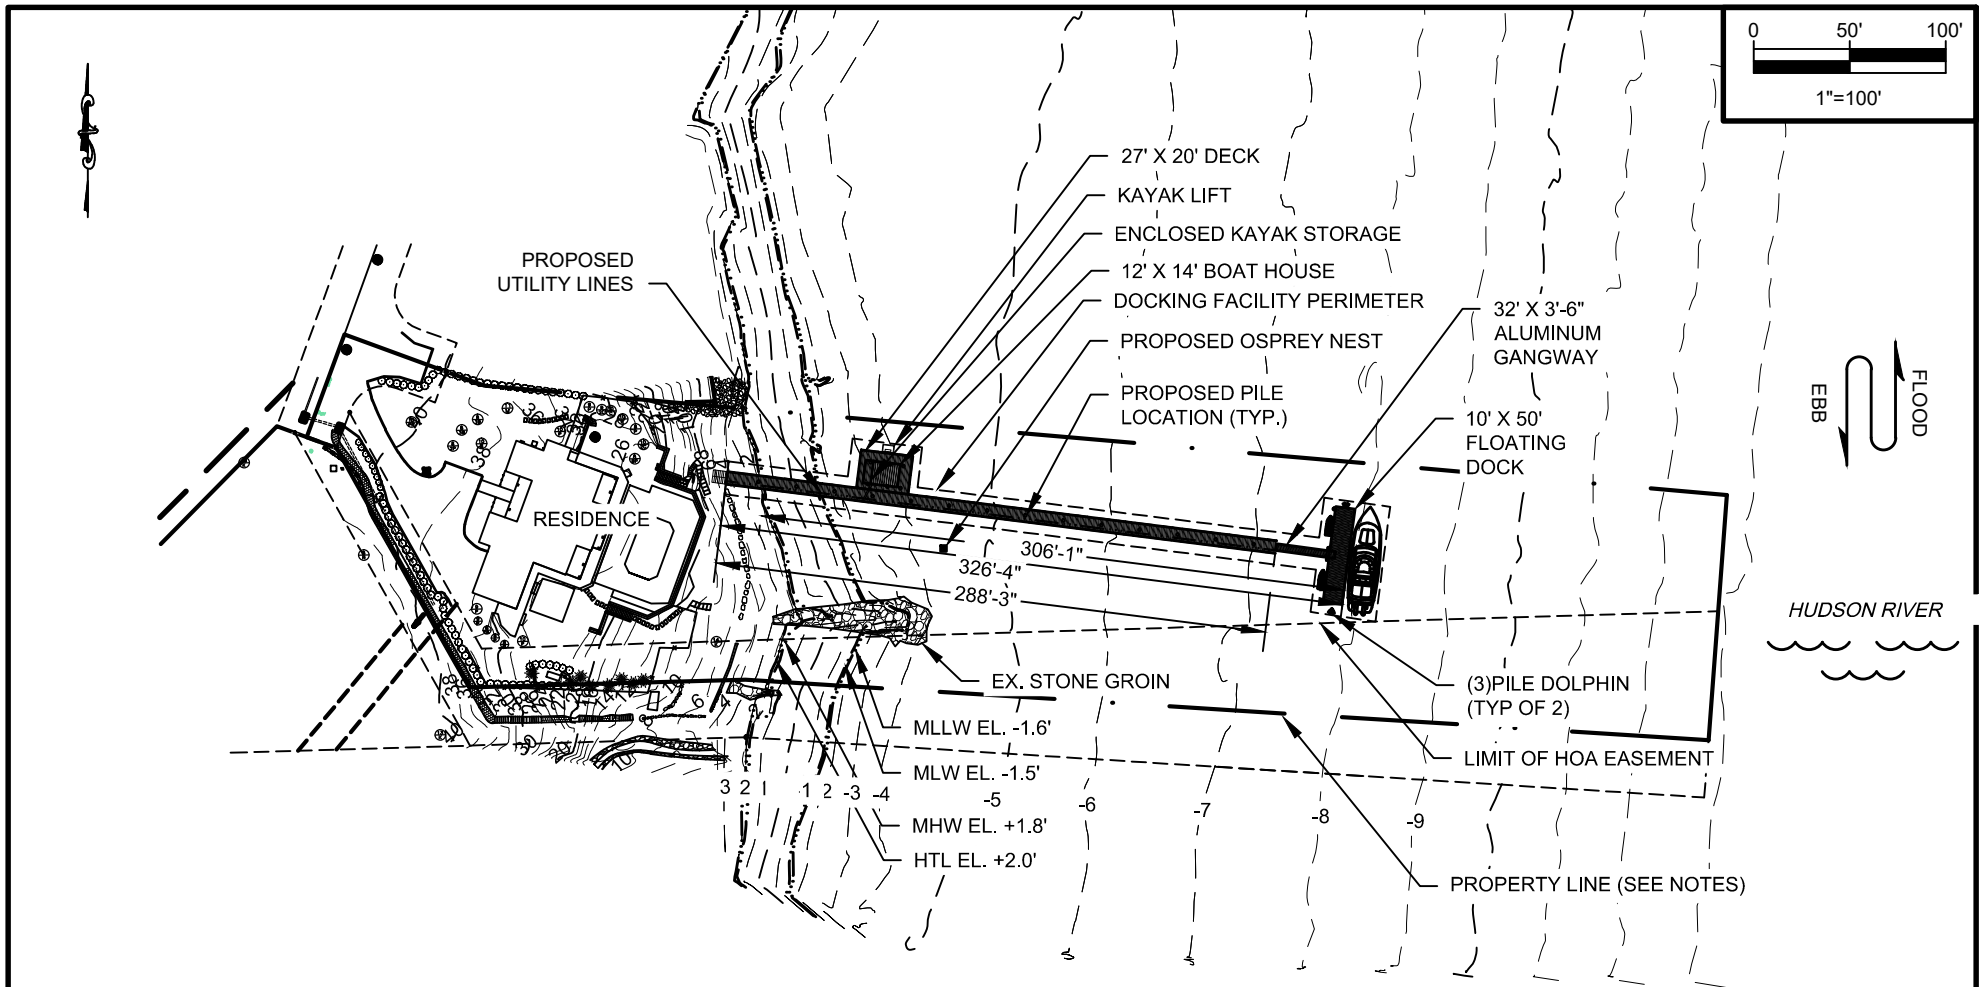 0 50' 100'
1"=100'
27' X 20' DECK
KAYAK LIFT
ENCLOSED KAYAK STORAGE
12' X 14' BOAT HOUSE
DOCKING FACILITY PERIMETER
PROPOSED OSPREY NEST
PROPOSED PILE
LOCATION (TYP.)
PROPOSED
UTILITY LINES
32' X 3'-6"
ALUMINUM
GANGWAY
10' X 50'
FLOATING
DOCK
EBB
FLOOD
RESIDENCE
306'-1"
326'-4"
288'-3"
HUDSON RIVER
EX. STONE GROIN
(3)PILE DOLPHIN
(TYP OF 2)
MLLW EL. -1.6'
LIMIT OF HOA EASEMENT
MLW EL. -1.5'
3 2 1 -1 2 -3 -4 -5 -6 -7 -8 -9
MHW EL. +1.8'
HTL EL. +2.0'
PROPERTY LINE (SEE NOTES)